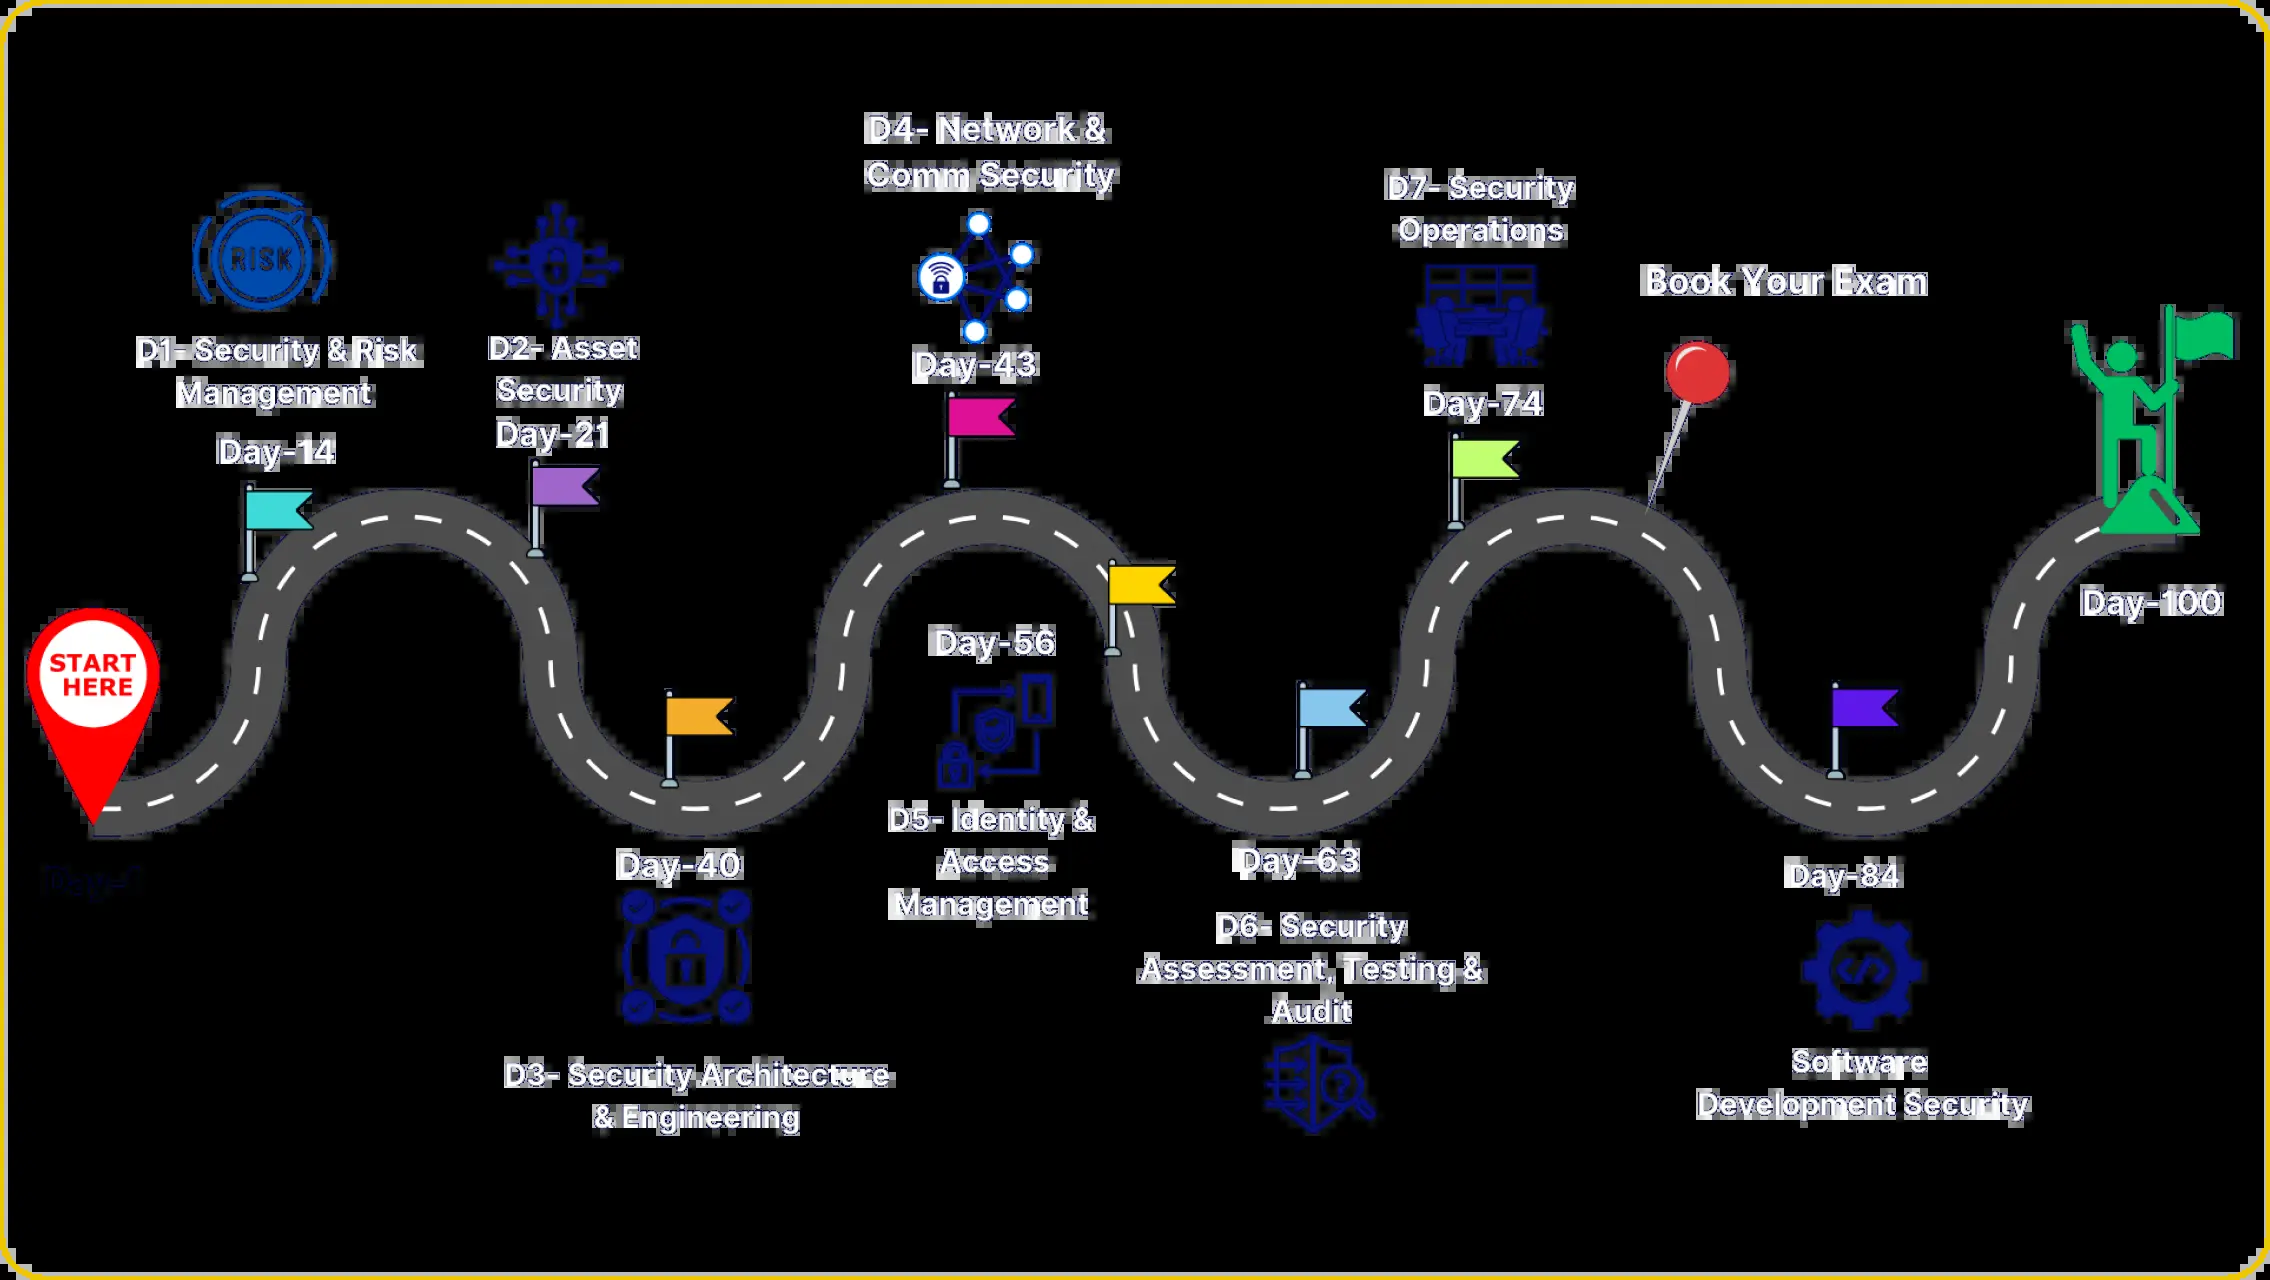 D4- Network &
Comm Security
Day-43
D7- Security
Operations
Day-74
Book Your Exam
RISK
D1- Security & Risk
Management
Day-14
D2- Asset
Security
Day-21
START
HERE
Day-56
D5- Identity &
Access
Management
Day-100
Day-40
D3- Security Architecture
& Engineering
Day-63
D6- Security
Assessment, Testing &
Audit
Day-84
Software
Development Security